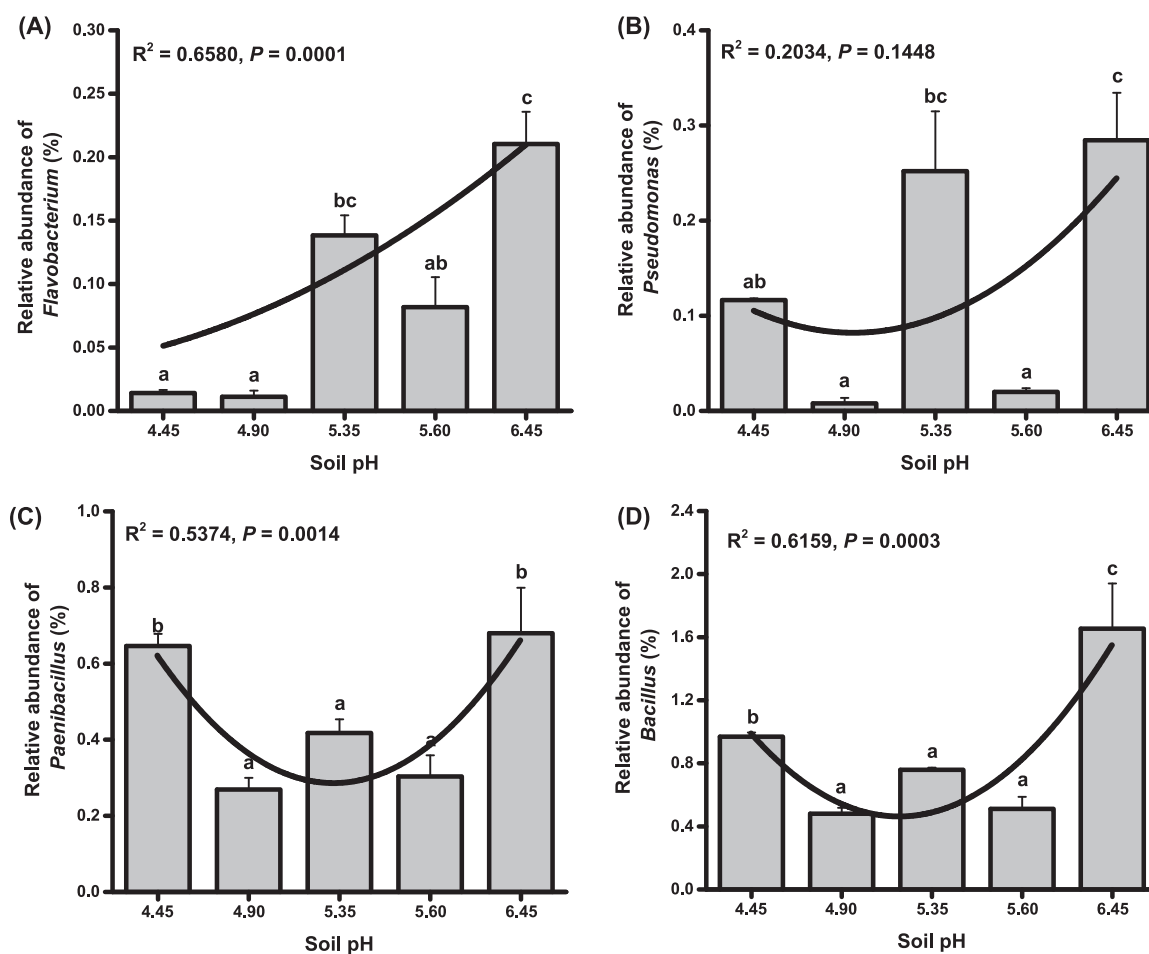 (A)
R² = 0.6580, P = 0.0001
Relative abundance of
Flavobacterium (%)
0.30
0.25
0.20
0.15
0.10
0.05
0.00
a
a
bc
ab
c
4.45
4.90
5.35
5.60
6.45
Soil pH
(B)
R² = 0.2034, P = 0.1448
Relative abundance of
Pseudomonas (%)
0.4
0.3
0.2
0.1
0.0
ab
a
bc
a
c
4.45
4.90
5.35
5.60
6.45
Soil pH
(C)
R² = 0.5374, P = 0.0014
Relative abundance of
Paenibacillus (%)
1.0
0.8
0.6
0.4
0.2
0.0
b
a
a
a
b
4.45
4.90
5.35
5.60
6.45
Soil pH
(D)
R² = 0.6159, P = 0.0003
Relative abundance of
Bacillus (%)
2.4
2.0
1.6
1.2
0.8
0.4
0.0
b
a
a
a
c
4.45
4.90
5.35
5.60
6.45
Soil pH